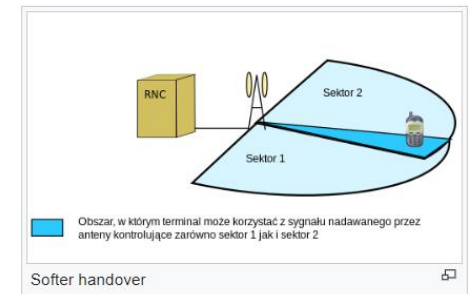 RNC
Sektor 2
Sektor 1
Obszar, w którym terminal może korzystać z sygnału nadawanego przez
anteny kontrolujące zarówno sektor 1 jak i sektor 2
Softer handover